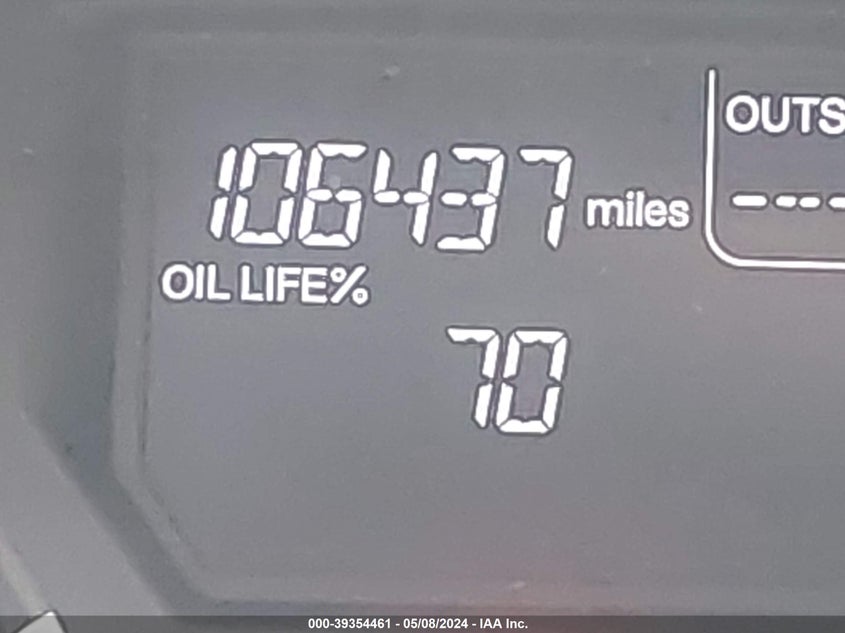 OUTS
106437 miles
---
OIL LIFE%
70
000-39354461 - 05/08/2024 - IAA Inc.